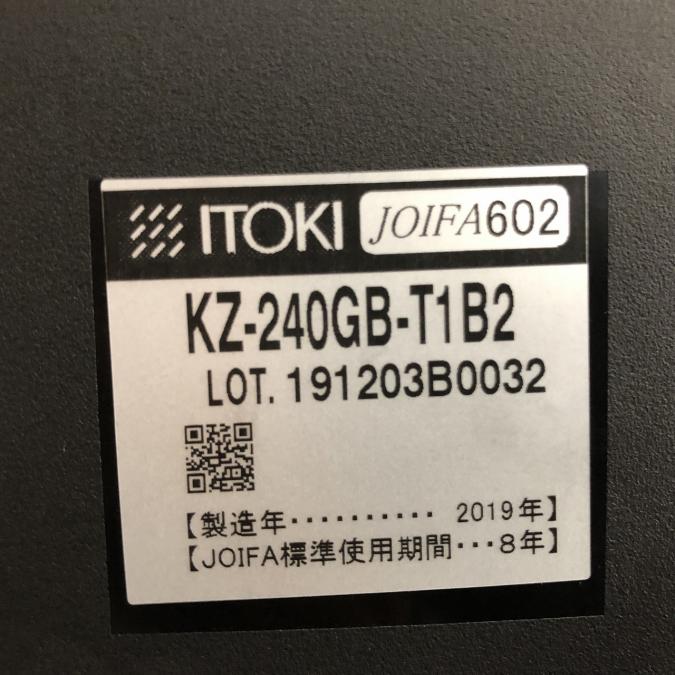 ITOKI JOIFA602
KZ-240GB-T1B2
LOT. 191203B0032
【製造年·········· 2019年】
【JOIFA標準使用期間···8年】